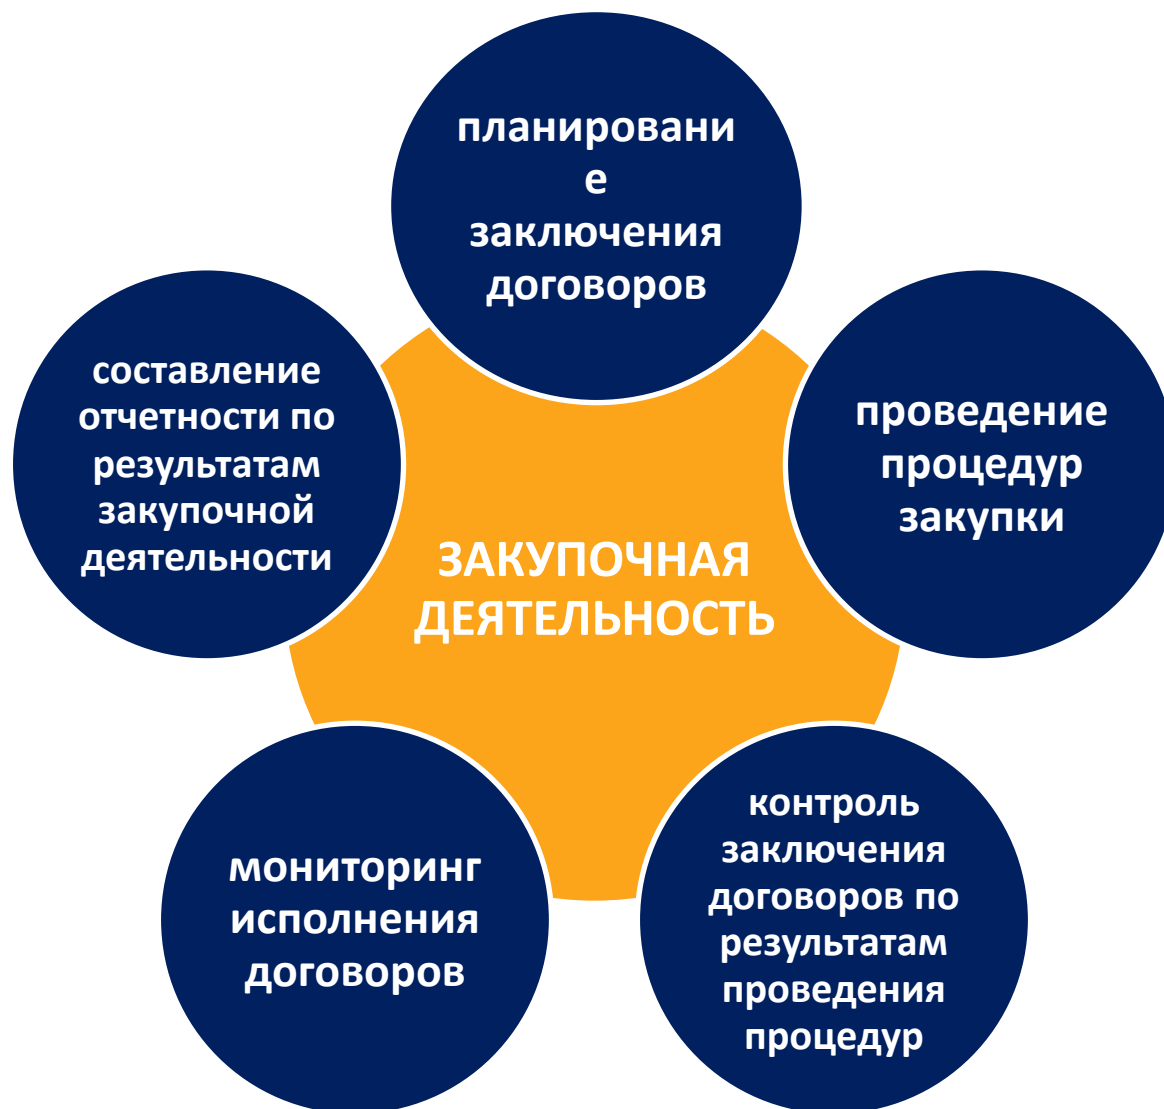 планировани
е
заключения
договоров
проведение
процедур
закупки
контроль
заключения
договоров по
результатам
проведения
процедур
мониторинг
исполнения
договоров
составление
отчетности по
результатам
закупочной
деятельности
ЗАКУПОЧНАЯ
ДЕЯТЕЛЬНОСТЬ